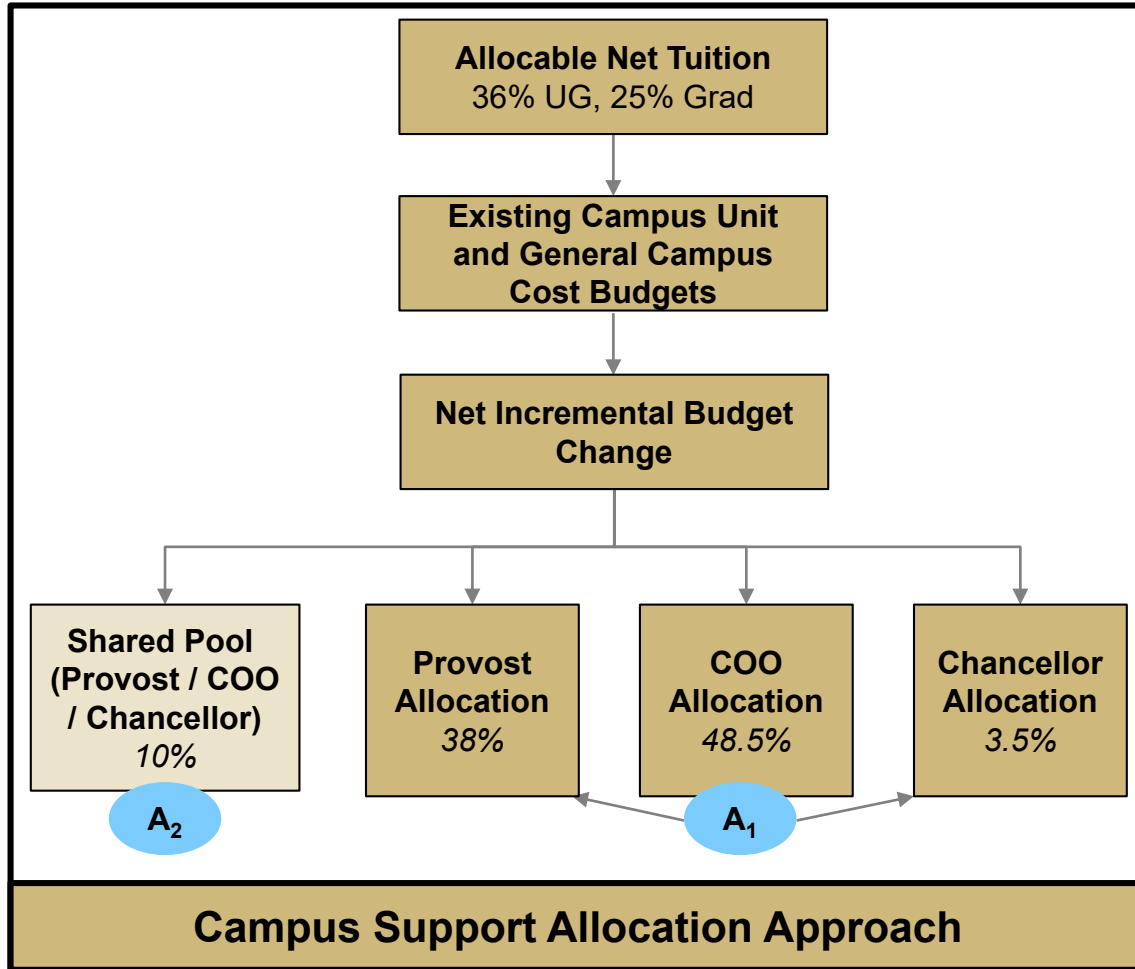 Allocable Net Tuition
36% UG, 25% Grad
Existing Campus Unit
and General Campus
Cost Budgets
Net Incremental Budget
Change
Shared Pool
(Provost / COO
/ Chancellor)
10%
Provost
Allocation
38%
COO
Allocation
48.5%
Chancellor
Allocation
3.5%
A₂
A₁
Campus Support Allocation Approach